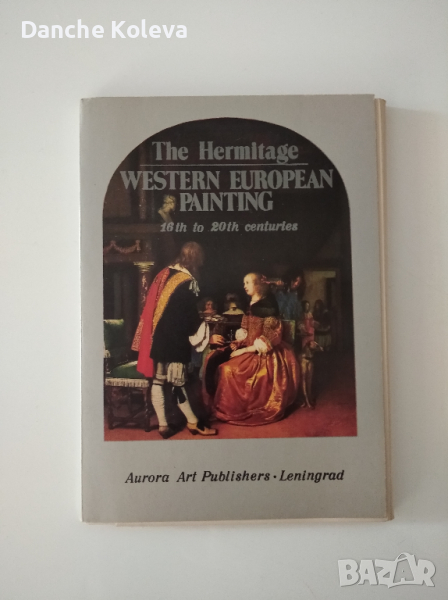 Danche Koleva
The Hermitage
WESTERN EUROPEAN
PAINTING
16th to 20th centuries
Aurora Art Publishers · Leningrad
BAZAR